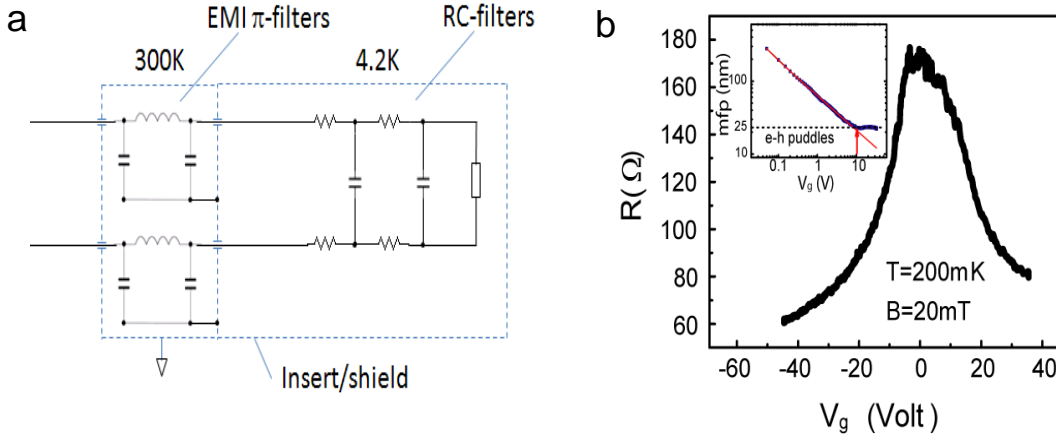 a
EMI π-filters
RC-filters
300K
4.2K
Insert/shield
b
180
160
140
120
100
80
60
R(Ω)
-60
-40
-20
0
20
40
Vg (Volt)
T=200mK
B=20mT
mfp (nm)
100
25
10
e-h puddles
0.1
1
10
Vg (V)